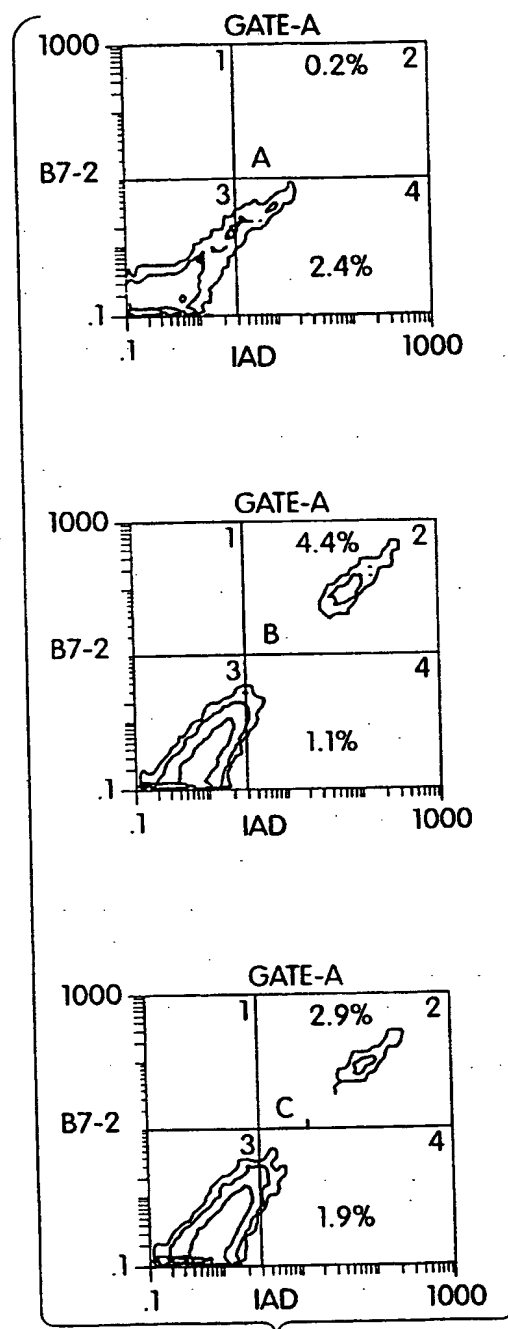 GATE-A
1000
1
0.2%
2
B7-2
A
3
4
2.4%
.1
.1
IAD
1000
GATE-A
1000
1
4.4%
2
B7-2
B
3
4
1.1%
.1
.1
IAD
1000
GATE-A
1000
1
2.9%
2
B7-2
C
3
4
1.9%
.1
.1
IAD
1000